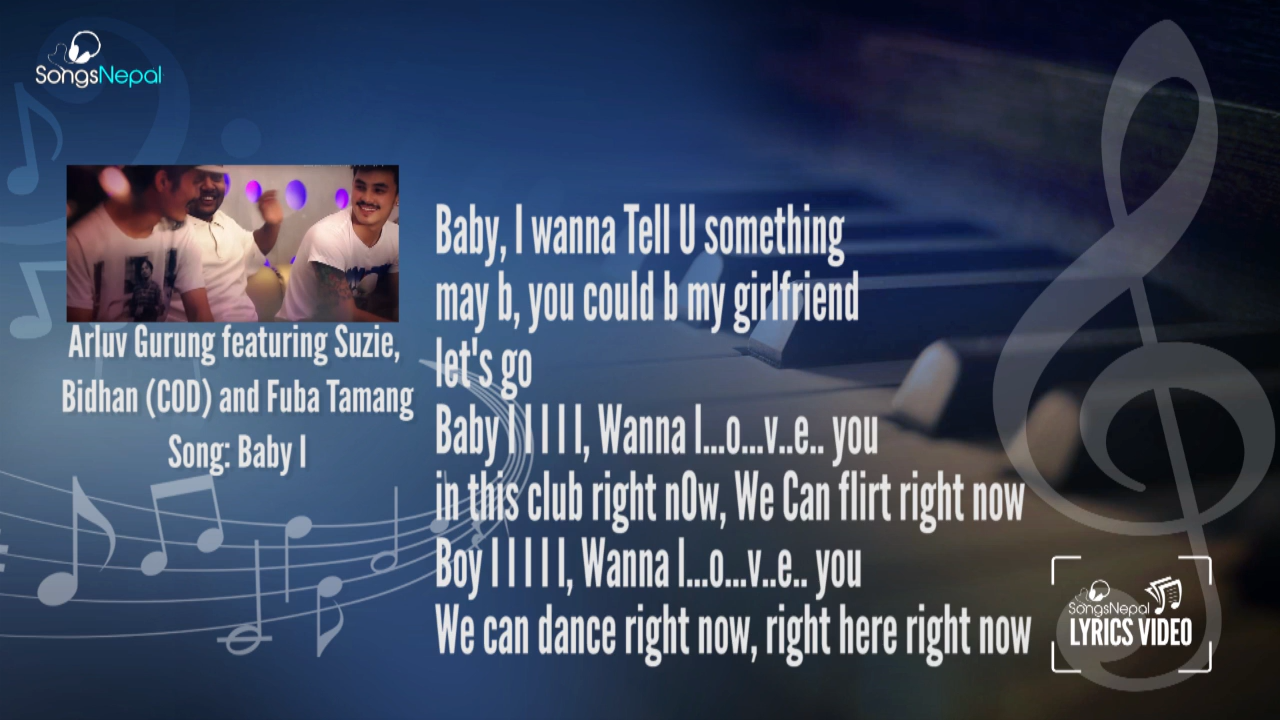 SongsNepal
Arluv Gurung featuring Suzie,
Bidhan (COD) and Fuba Tamang
Song: Baby I
Baby, I wanna Tell U something
may b, you could b my girlfriend
let's go
Baby I I I I I, Wanna l...o...v..e.. you
in this club right nOw, We Can flirt right now
Boy I I I I I, Wanna l...o...v..e.. you
We can dance right now, right here right now
SongsNepal
LYRICS VIDEO